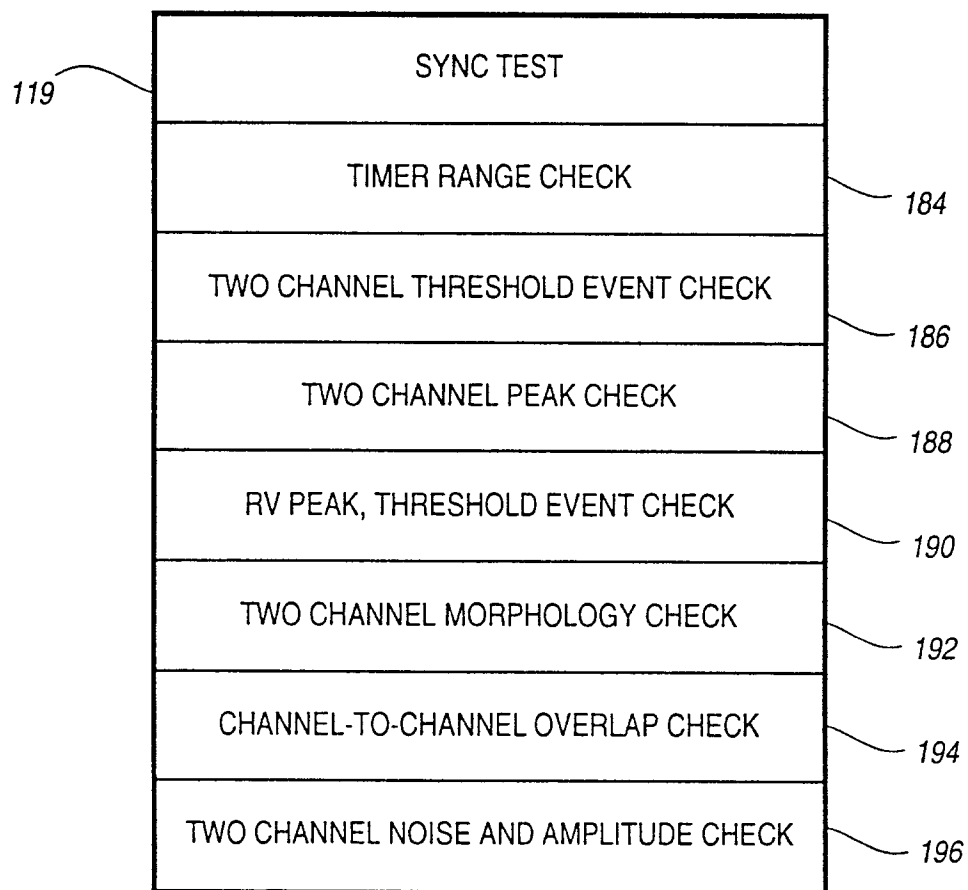 SYNC TEST
119
TIMER RANGE CHECK
184
TWO CHANNEL THRESHOLD EVENT CHECK
186
TWO CHANNEL PEAK CHECK
188
RV PEAK, THRESHOLD EVENT CHECK
190
TWO CHANNEL MORPHOLOGY CHECK
192
CHANNEL-TO-CHANNEL OVERLAP CHECK
194
TWO CHANNEL NOISE AND AMPLITUDE CHECK
196